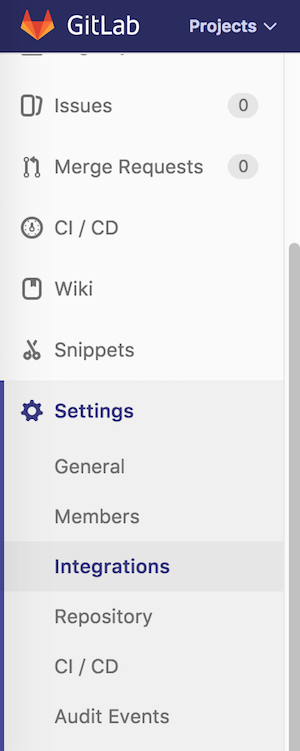 GitLab Projects
Issues 0
Merge Requests 0
CI / CD
Wiki
Snippets
Settings
General
Members
Integrations
Repository
CI / CD
Audit Events